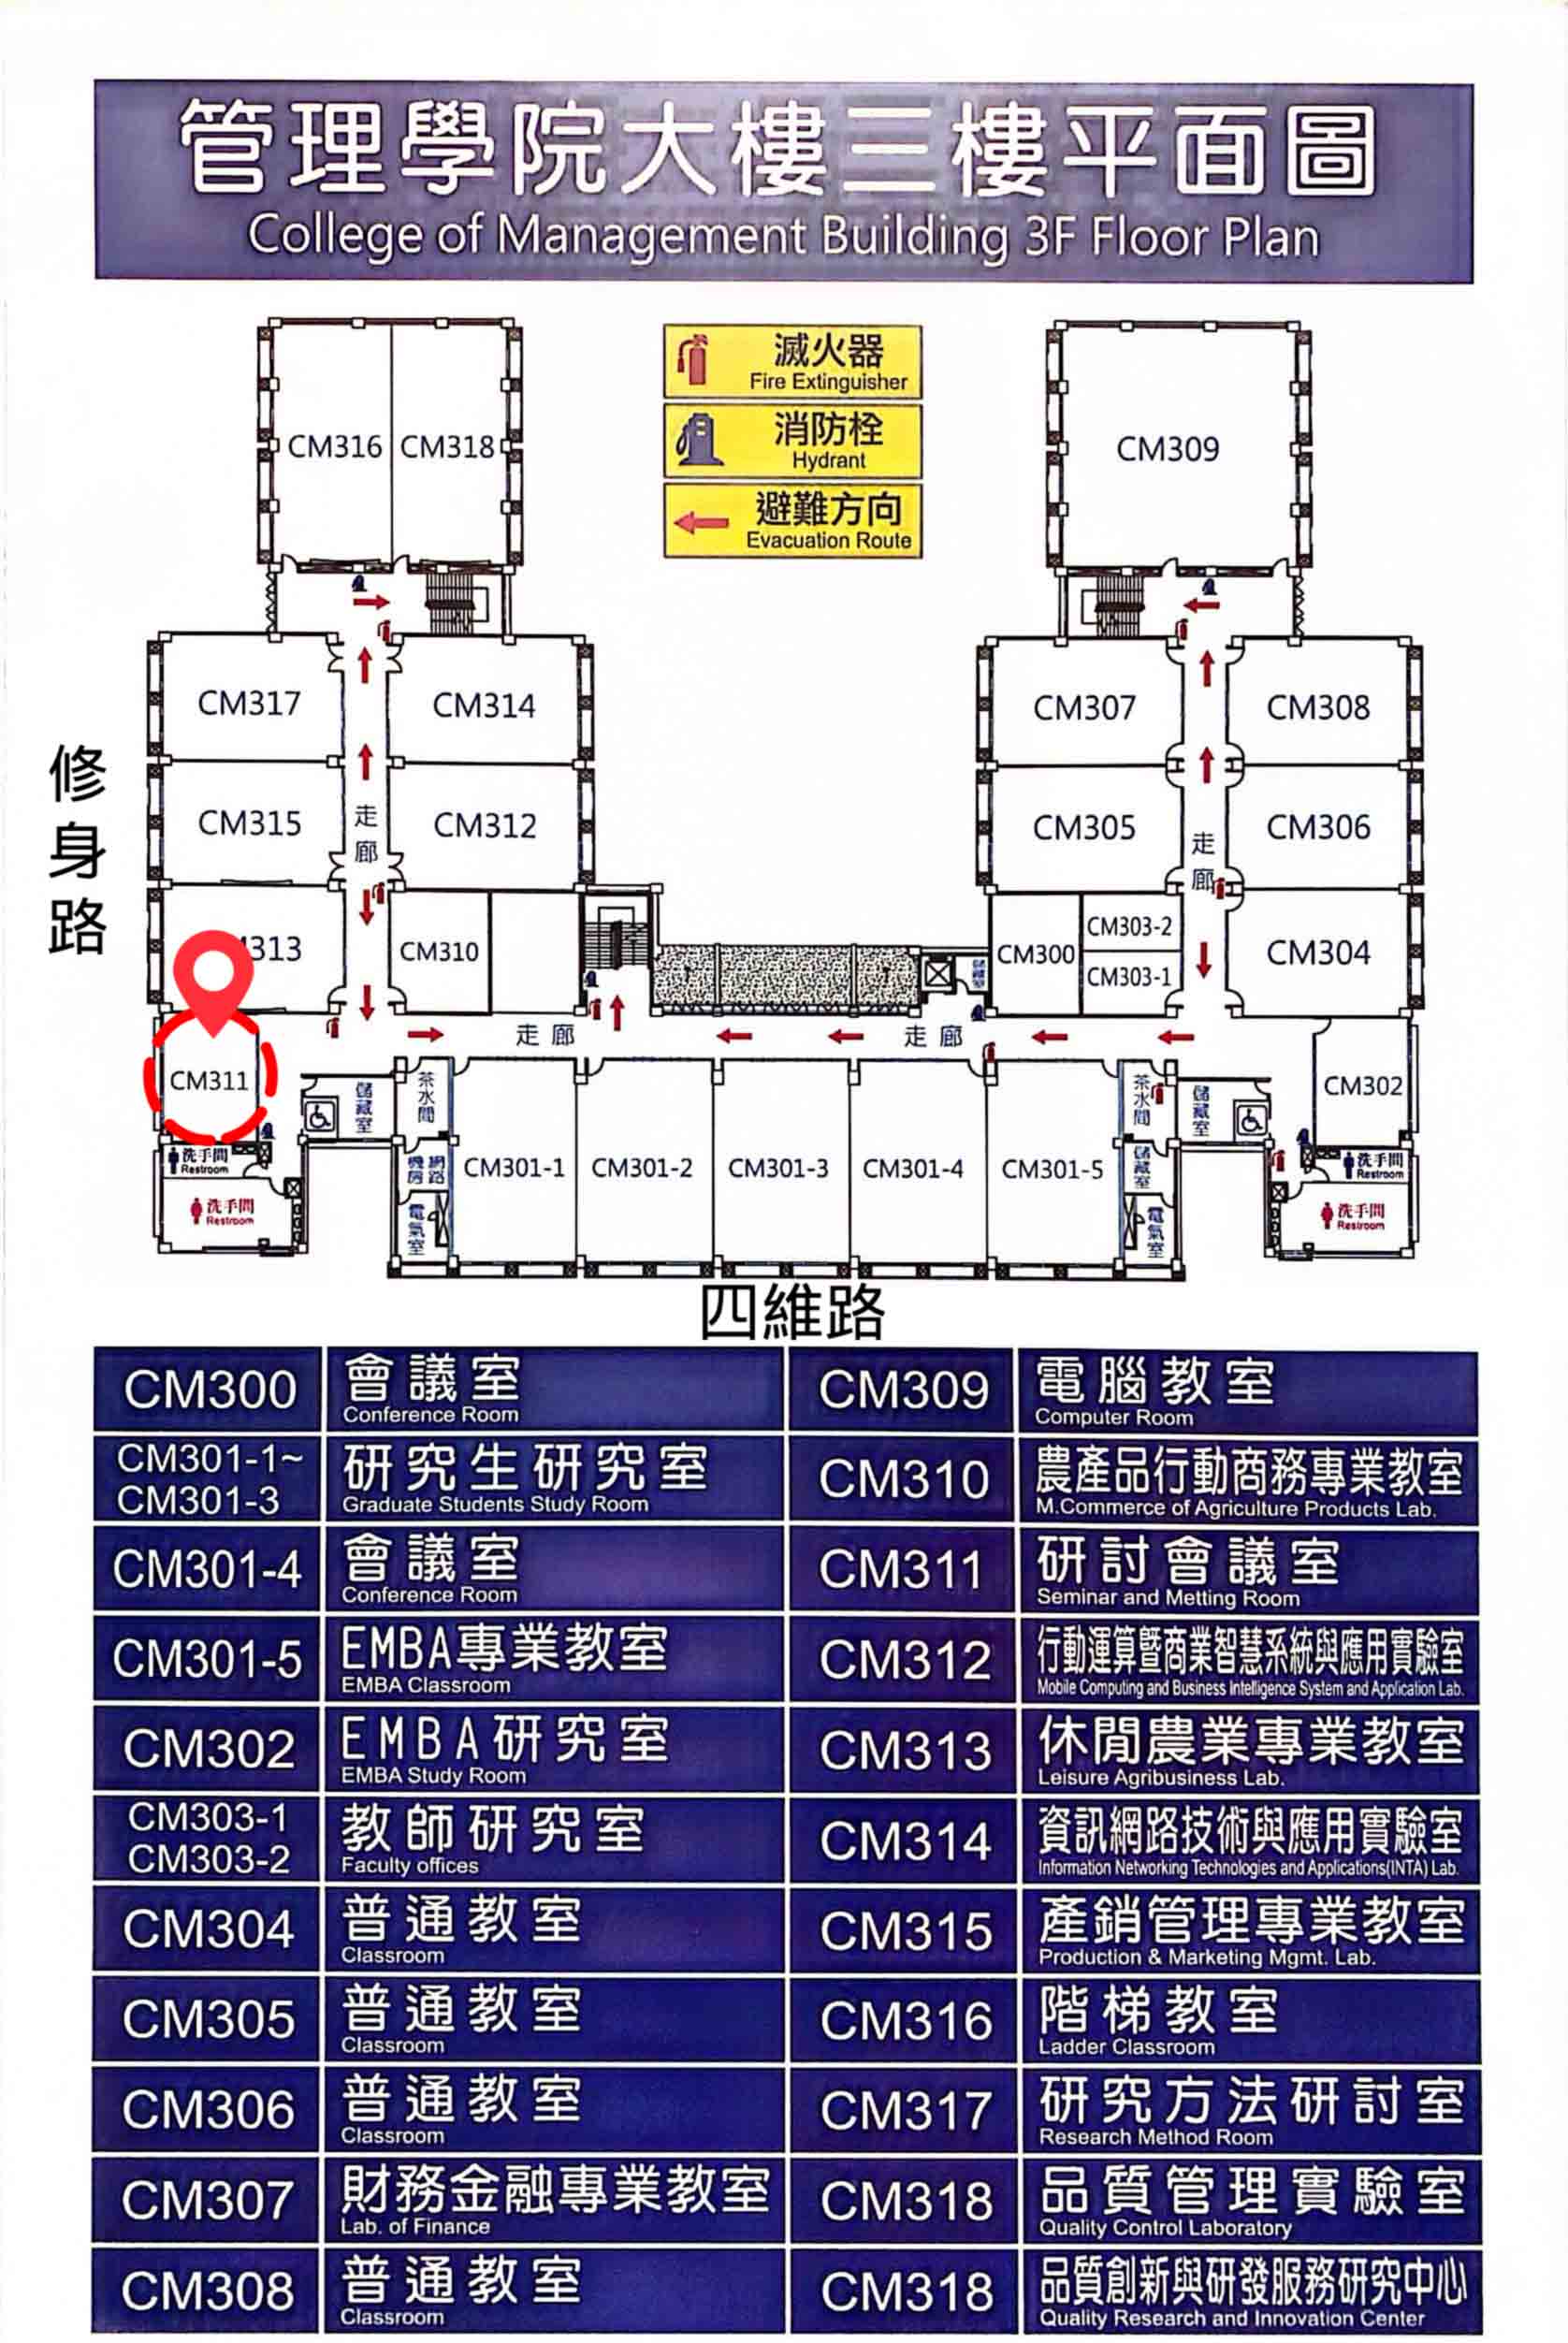 管理學院大樓三樓平面圖
College of Management Building 3F Floor Plan
滅火器
Fire Extinguisher
消防栓
Hydrant
避難方向
Evacuation Route
CM316
CM318
CM309
CM317
CM314
CM307
CM308
修身路
CM315
走廊
CM312
CM305
走廊
CM306
313
CM310
CM300
CM303-2
CM303-1
CM304
走廊
走廊
CM311
儲藏室
茶水間
茶水間
儲藏室
CM302
洗手間
Restroom
洗手間
Restroom
網路機房
電氣室
CM301-1
CM301-2
CM301-3
CM301-4
CM301-5
儲藏室
電氣室
洗手間
Restroom
洗手間
Restroom
四維路
CM300
會議室
Conference Room
CM309
電腦教室
Computer Room
CM301-1~
CM301-3
研究生研究室
Graduate Students Study Room
CM310
農產品行動商務專業教室
M.Commerce of Agriculture Products Lab.
CM301-4
會議室
Conference Room
CM311
研討會議室
Seminar and Metting Room
CM301-5
EMBA專業教室
EMBA Classroom
CM312
行動運算暨商業智慧系統與應用實驗室
Mobile Computing and Business Intelligence System and Application Lab.
CM302
EMBA研究室
EMBA Study Room
CM313
休閒農業專業教室
Leisure Agribusiness Lab.
CM303-1
CM303-2
教師研究室
Faculty offices
CM314
資訊網路技術與應用實驗室
Information Networking Technologies and Applications(INTA) Lab.
CM304
普通教室
Classroom
CM315
產銷管理專業教室
Production & Marketing Mgmt. Lab.
CM305
普通教室
Classroom
CM316
階梯教室
Ladder Classroom
CM306
普通教室
Classroom
CM317
研究方法研討室
Research Method Room
CM307
財務金融專業教室
Lab. of Finance
CM318
品質管理實驗室
Quality Control Laboratory
CM308
普通教室
Classroom
CM318
品質創新與研發服務研究中心
Quality Research and Innovation Center